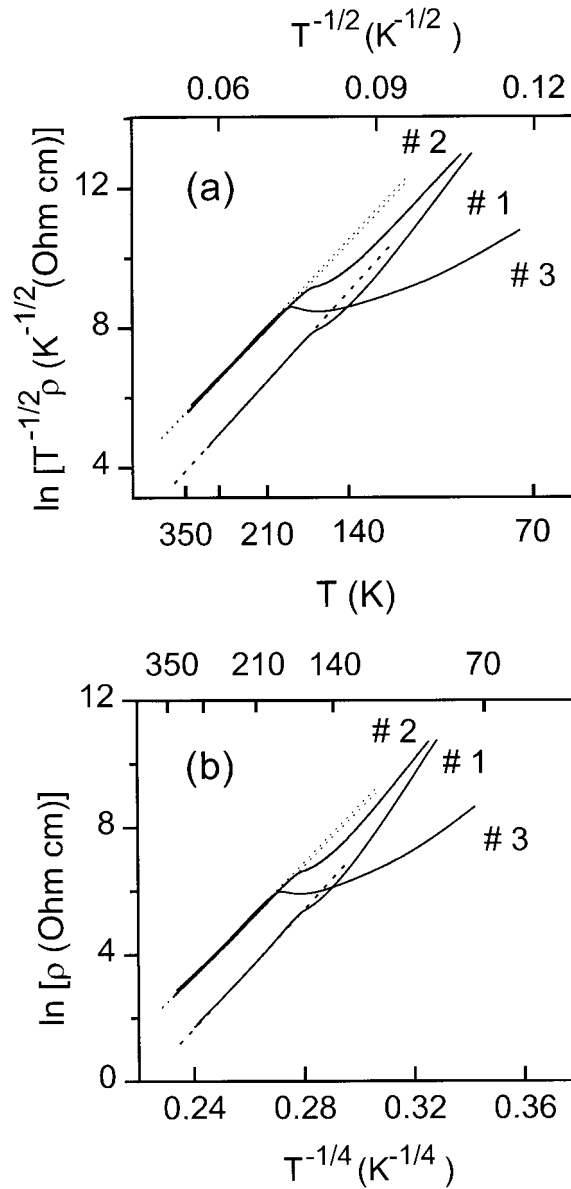 T^-1/2 (K^-1/2)
0.06 0.09 0.12
(a)
# 2
# 1
# 3
12
8
4
ln [T^-1/2 ρ (K^-1/2 (Ohm cm)]
350 210 140 70
T (K)
350 210 140 70
(b)
# 2
# 1
# 3
12
8
4
0
ln [ρ (Ohm cm)]
0.24 0.28 0.32 0.36
T^-1/4 (K^-1/4)